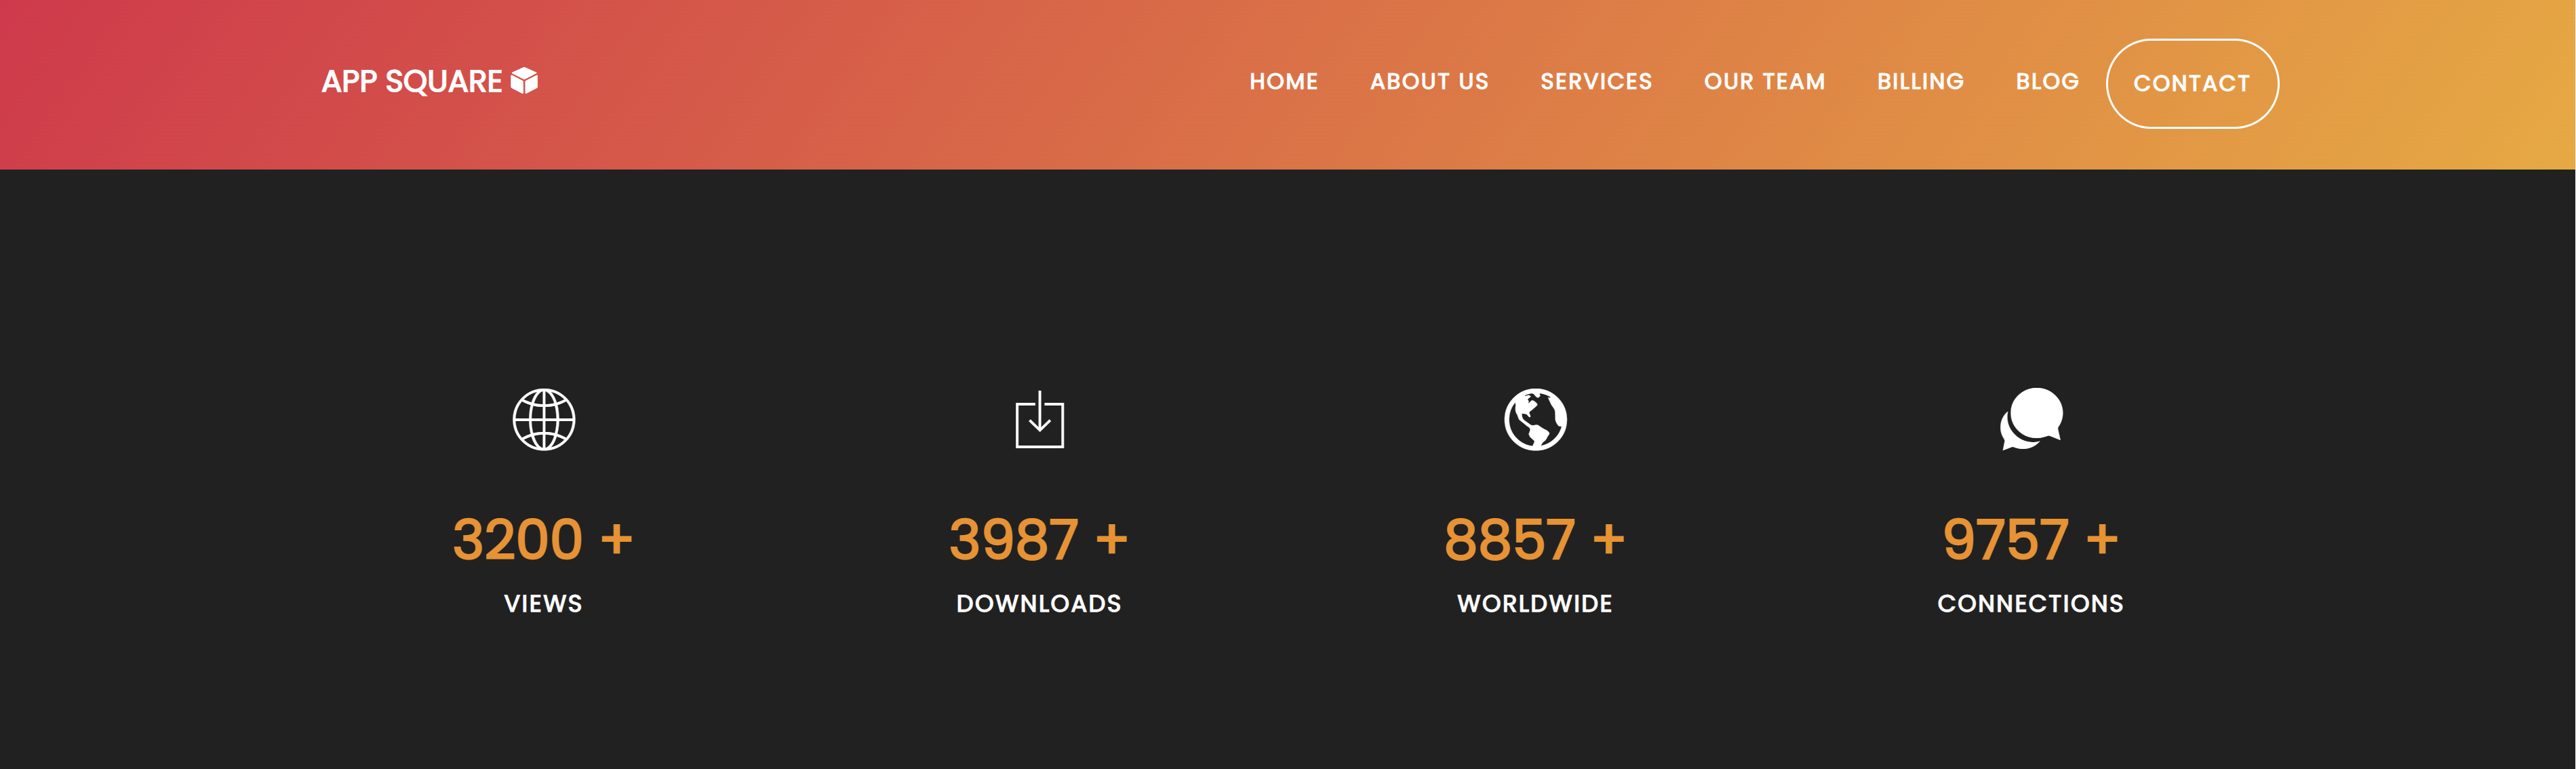 APP SQUARE
HOME ABOUT US SERVICES OUR TEAM BILLING BLOG CONTACT
3200 + 3987 + 8857 + 9757 +
VIEWS DOWNLOADS WORLDWIDE CONNECTIONS